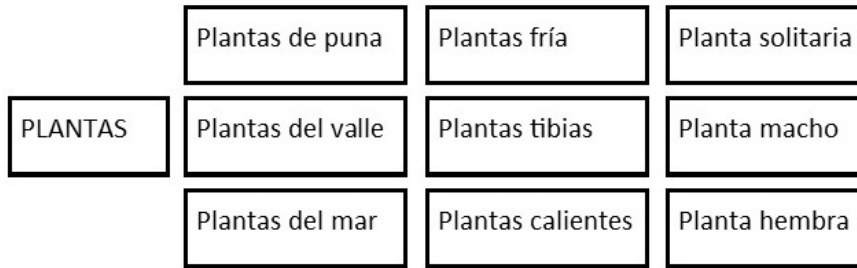 Plantas de puna
Plantas fría
Planta solitaria
PLANTAS
Plantas del valle
Plantas tibias
Planta macho
Plantas del mar
Plantas calientes
Planta hembra